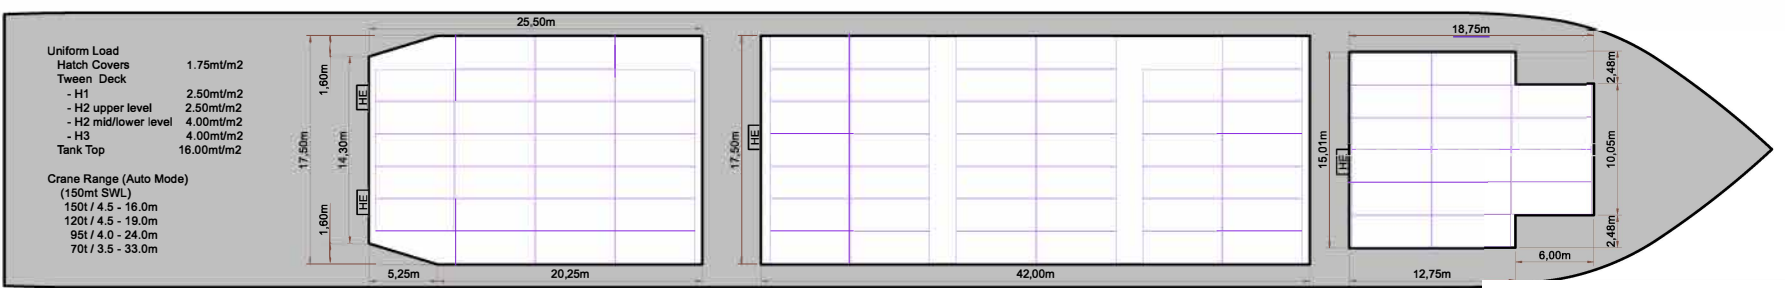 Uniform Load
Hatch Covers 1.75mt/m2
Tween Deck
- H1 2.50mt/m2
- H2 upper level 2.50mt/m2
- H2 mid/lower level 4.00mt/m2
- H3 4.00mt/m2
Tank Top 16.00mt/m2
Crane Range (Auto Mode)
(150mt SWL)
150t / 4.5 - 16.0m
120t / 4.5 - 19.0m
95t / 4.0 - 24.0m
70t / 3.5 - 33.0m
25,50m
17,50m
1,60m
14,30m
1,60m
HE
HE
5,25m
20,25m
17,50m
HE
42,00m
18,75m
15,01m
HE
2,48m
10,05m
2,48m
6,00m
12,75m